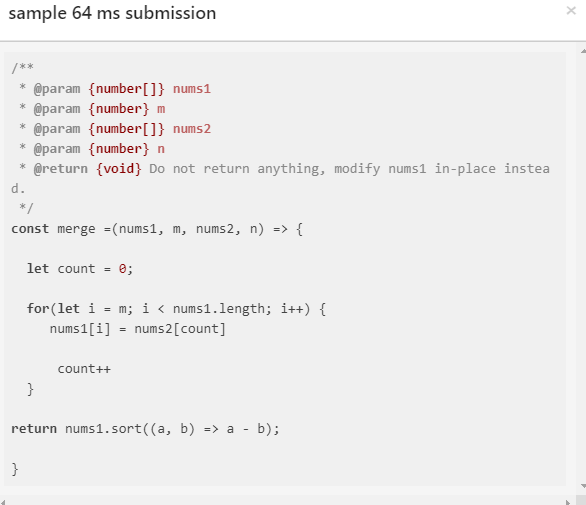 sample 64 ms submission
×
/**
 * @param {number[]} nums1
 * @param {number} m
 * @param {number[]} nums2
 * @param {number} n
 * @return {void} Do not return anything, modify nums1 in-place instea
d.
 */
const merge =(nums1, m, nums2, n) => {
  let count = 0;
  for(let i = m; i < nums1.length; i++) {
     nums1[i] = nums2[count]
      count++
  }
return nums1.sort((a, b) => a - b);
}